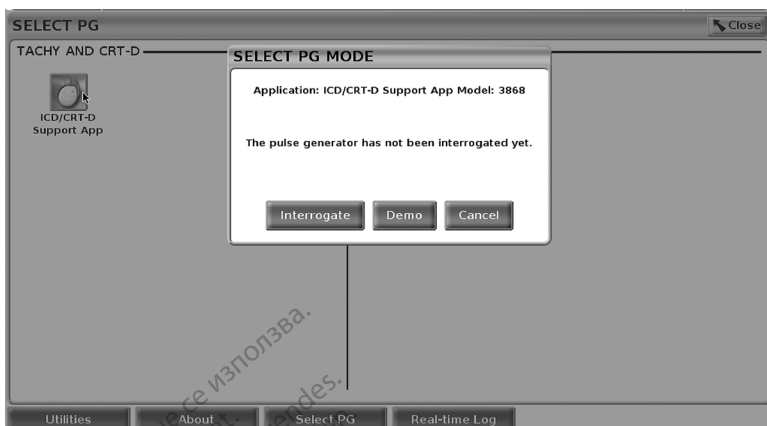 SELECT PG
Close
TACHY AND CRT-D
ICD/CRT-D
Support App
SELECT PG MODE
Application: ICD/CRT-D Support App Model: 3868
The pulse generator has not been interrogated yet.
Interrogate
Demo
Cancel
се използва.
Utilities
About
Select PG
Real-time Log